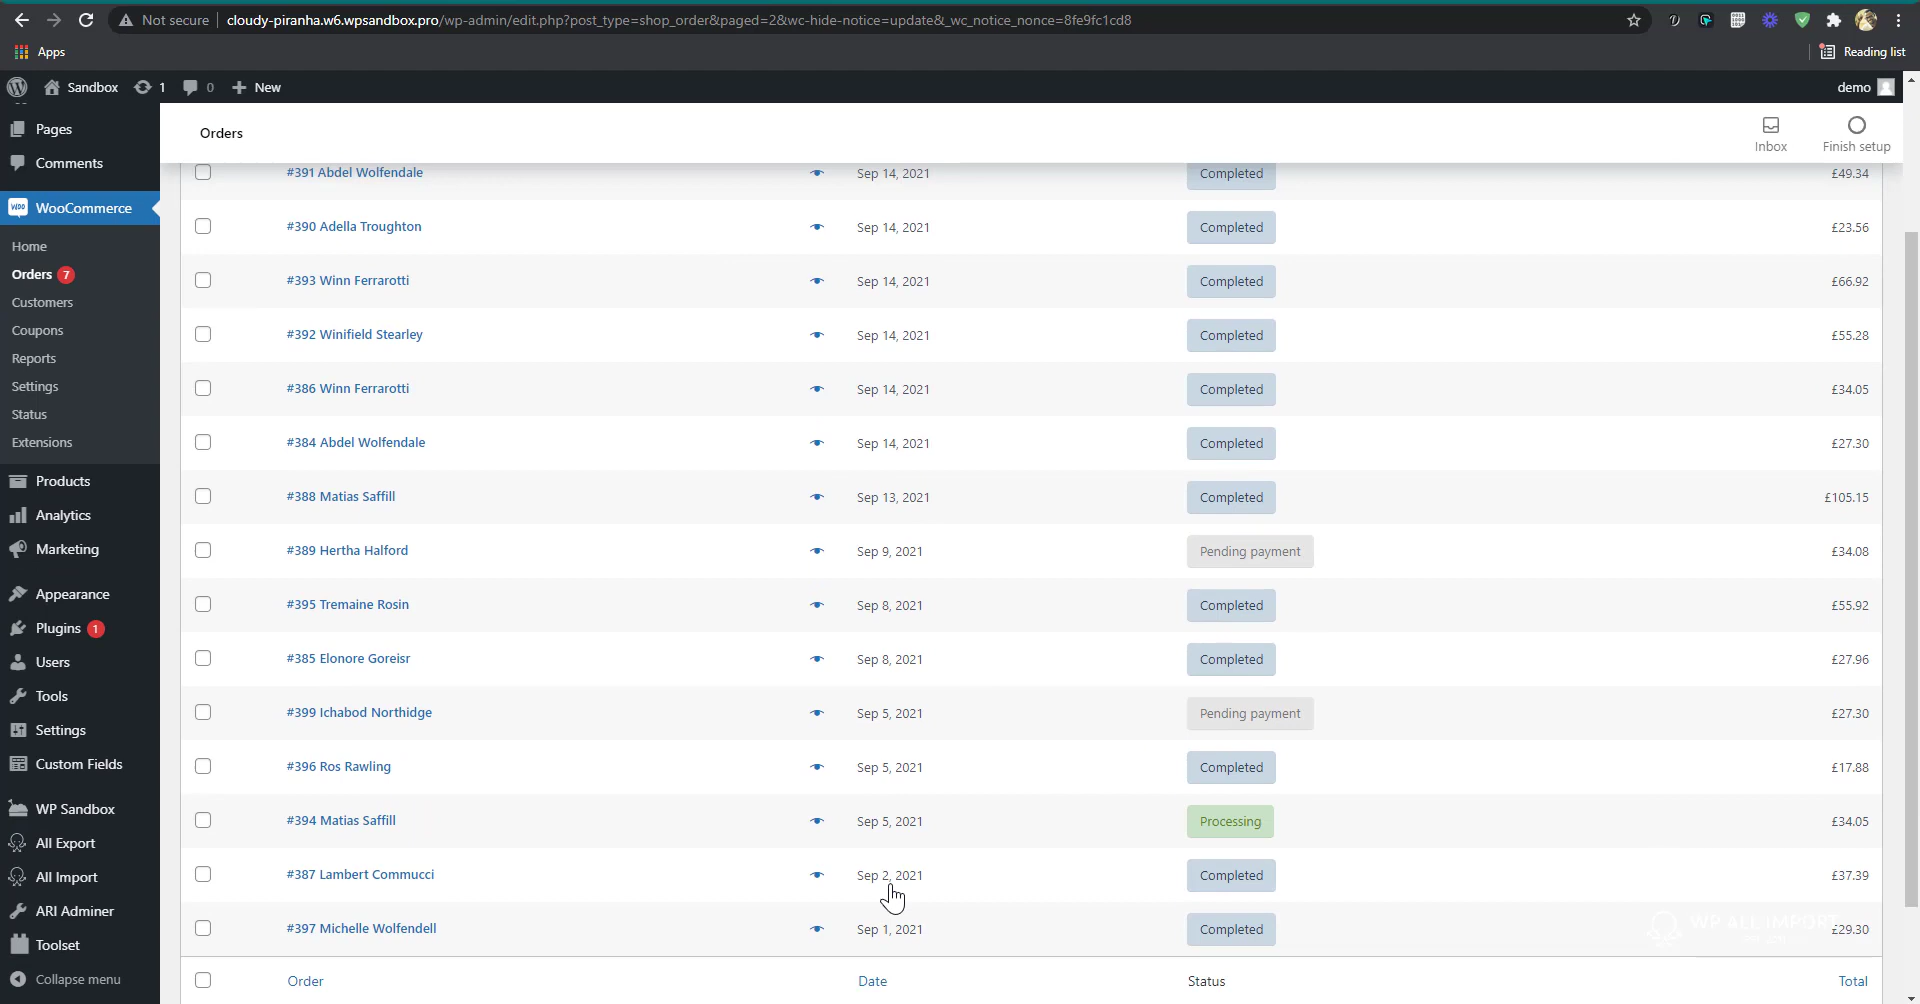 Not secure
cloudy-piranha.w6.wpsandbox.pro/wp-admin/edit.php?post_type=shop_order&paged=2&wc-hide-notice=update&_wc_notice_nonce=8fe9fc1cd8
Apps
Reading list
Sandbox 1 0 New
demo
Pages
Comments
WooCommerce
Home
Orders 7
Customers
Coupons
Reports
Settings
Status
Extensions
Products
Analytics
Marketing
Appearance
Plugins 1
Users
Tools
Settings
Custom Fields
WP Sandbox
All Export
All Import
ARI Adminer
Toolset
Collapse menu
Orders
Inbox
Finish setup
#391 Abdel Wolfendale Sep 14, 2021 Completed £49.34
#390 Adella Troughton Sep 14, 2021 Completed £23.56
#393 Winn Ferrarotti Sep 14, 2021 Completed £66.92
#392 Winifield Stearley Sep 14, 2021 Completed £55.28
#386 Winn Ferrarotti Sep 14, 2021 Completed £34.05
#384 Abdel Wolfendale Sep 14, 2021 Completed £27.30
#388 Matias Saffill Sep 13, 2021 Completed £105.15
#389 Hertha Halford Sep 9, 2021 Pending payment £34.08
#395 Tremaine Rosin Sep 8, 2021 Completed £55.92
#385 Elonore Goreisr Sep 8, 2021 Completed £27.96
#399 Ichabod Northidge Sep 5, 2021 Pending payment £27.30
#396 Ros Rawling Sep 5, 2021 Completed £17.88
#394 Matias Saffill Sep 5, 2021 Processing £34.05
#387 Lambert Commucci Sep 2, 2021 Completed £37.39
#397 Michelle Wolfendell Sep 1, 2021 Completed £29.30
WP ALL IMPORT
Order Date Status Total